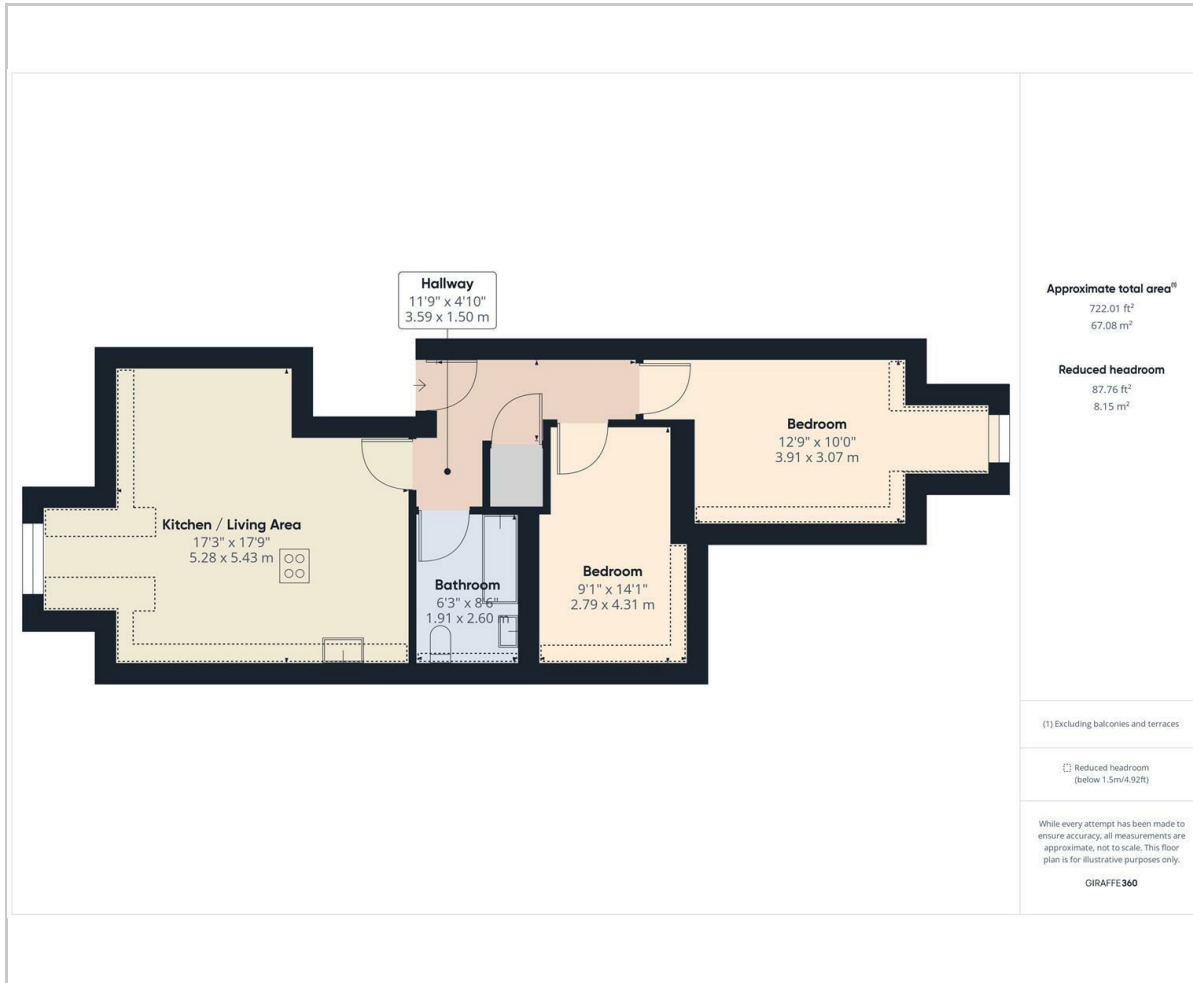 Hallway
11'9" x 4'10"
3.59 x 1.50 m
Kitchen / Living Area
17'3" x 17'9"
5.28 x 5.43 m
Bathroom
6'3" x 8'6"
1.91 x 2.60 m
Bedroom
9'1" x 14'1"
2.79 x 4.31 m
Bedroom
12'9" x 10'0"
3.91 x 3.07 m
Approximate total area⁽¹⁾
722.01 ft²
67.08 m²
Reduced headroom
87.76 ft²
8.15 m²
(1) Excluding balconies and terraces
Reduced headroom
(below 1.5m/4.92ft)
While every attempt has been made to
ensure accuracy, all measurements are
approximate, not to scale. This floor
plan is for illustrative purposes only.
GIRAFFE360